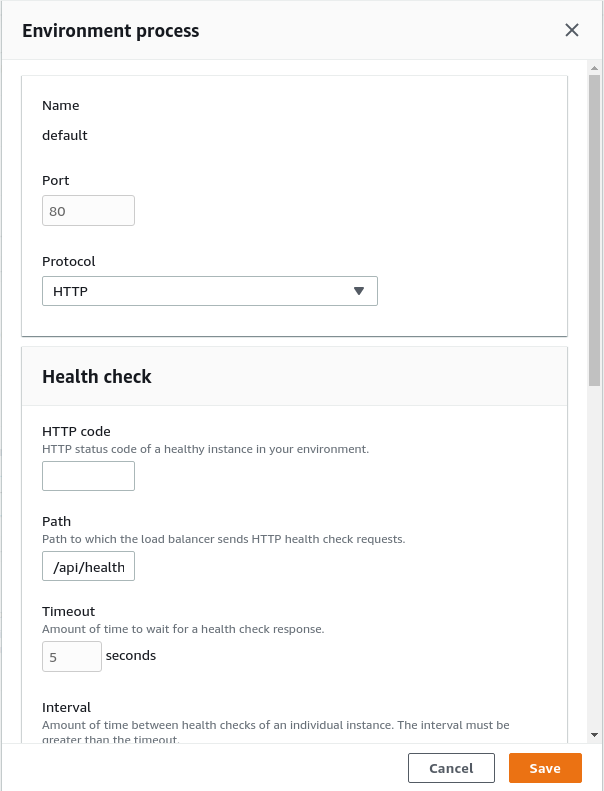 Environment process
Name
default
Port
80
Protocol
HTTP
Health check
HTTP code
HTTP status code of a healthy instance in your environment.
Path
Path to which the load balancer sends HTTP health check requests.
/api/health
Timeout
Amount of time to wait for a health check response.
5 seconds
Interval
Amount of time between health checks of an individual instance. The interval must be
greater than the timeout.
Cancel Save